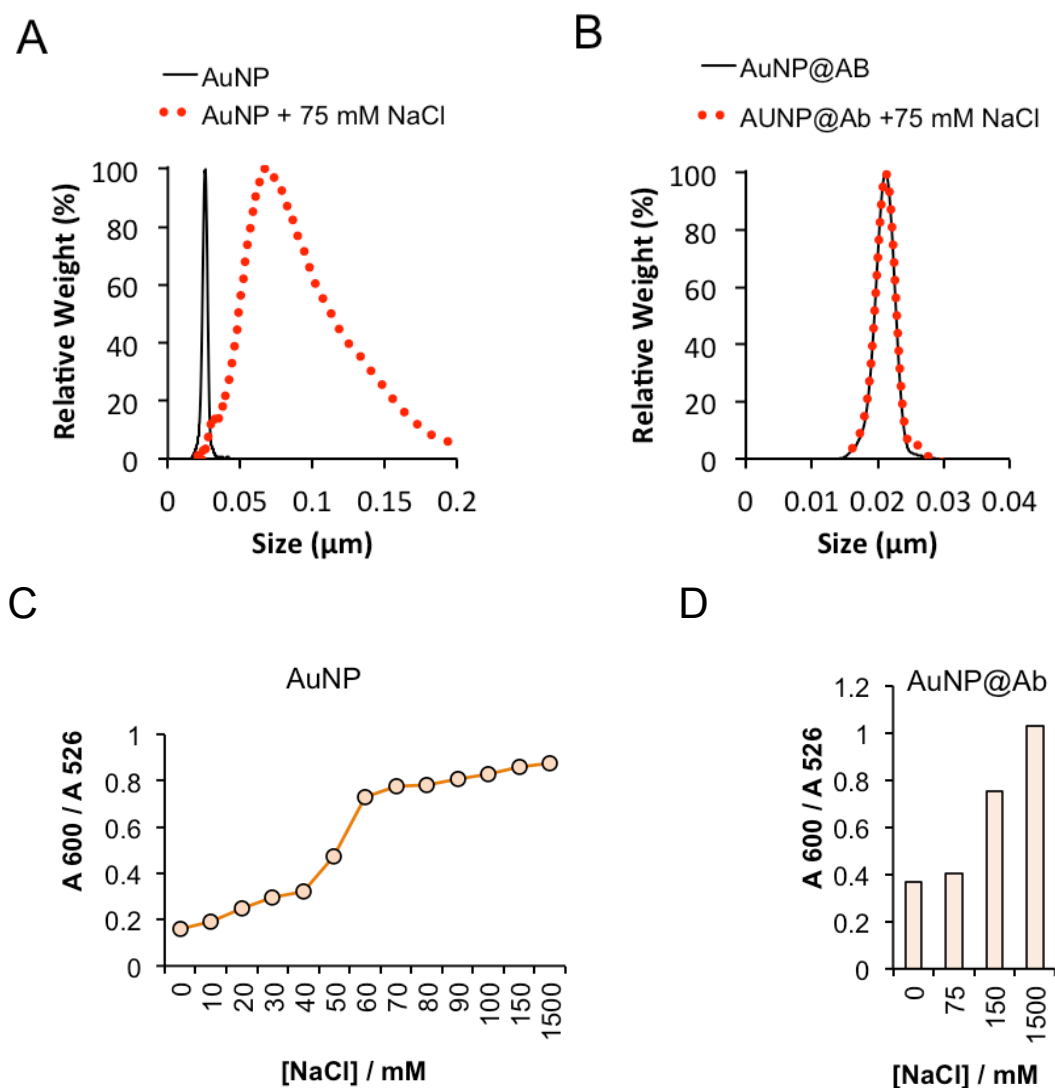 A
AuNP
AuNP + 75 mM NaCl
Relative Weight (%)
100
80
60
40
20
0
0 0.05 0.1 0.15 0.2
Size (µm)
B
AuNP@AB
AUNP@Ab +75 mM NaCl
Relative Weight (%)
100
80
60
40
20
0
0 0.01 0.02 0.03 0.04
Size (µm)
C
AuNP
A 600 / A 526
1
0.8
0.6
0.4
0.2
0
0 10 20 30 40 50 60 70 80 90 100 150 1500
[NaCl] / mM
D
AuNP@Ab
A 600 / A 526
1.2
1
0.8
0.6
0.4
0.2
0
0 75 150 1500
[NaCl] / mM